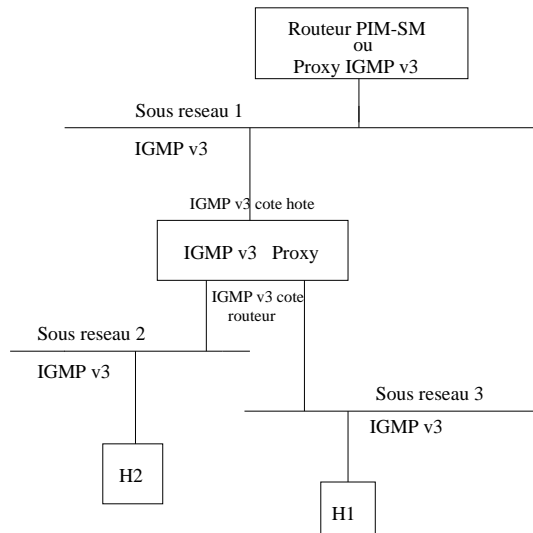 Routeur PIM-SM
ou
Proxy IGMP v3
Sous reseau 1
IGMP v3
IGMP v3 cote hote
IGMP v3 Proxy
IGMP v3 cote
routeur
Sous reseau 2
IGMP v3
Sous reseau 3
IGMP v3
H2
H1